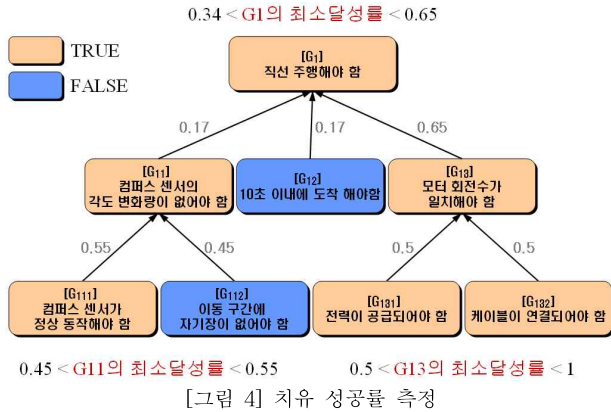 0.34 < G1의 최소달성률 < 0.65
TRUE
FALSE
[G1]
직선 주행해야 함
0.17
0.17
0.65
[G11]
컴퍼스 센서의
각도 변화량이 없어야 함
[G12]
10초 이내에 도착 해야함
[G13]
모터 회전수가
일치해야 함
0.55
0.45
0.5
0.5
[G111]
컴퍼스 센서가
정상 동작해야 함
[G112]
이동 구간에
자기장이 없어야 함
[G131]
전력이 공급되어야 함
[G132]
케이블이 연결되어야 함
0.45 < G11의 최소달성률 < 0.55
0.5 < G13의 최소달성률 < 1
[그림 4] 치유 성공률 측정